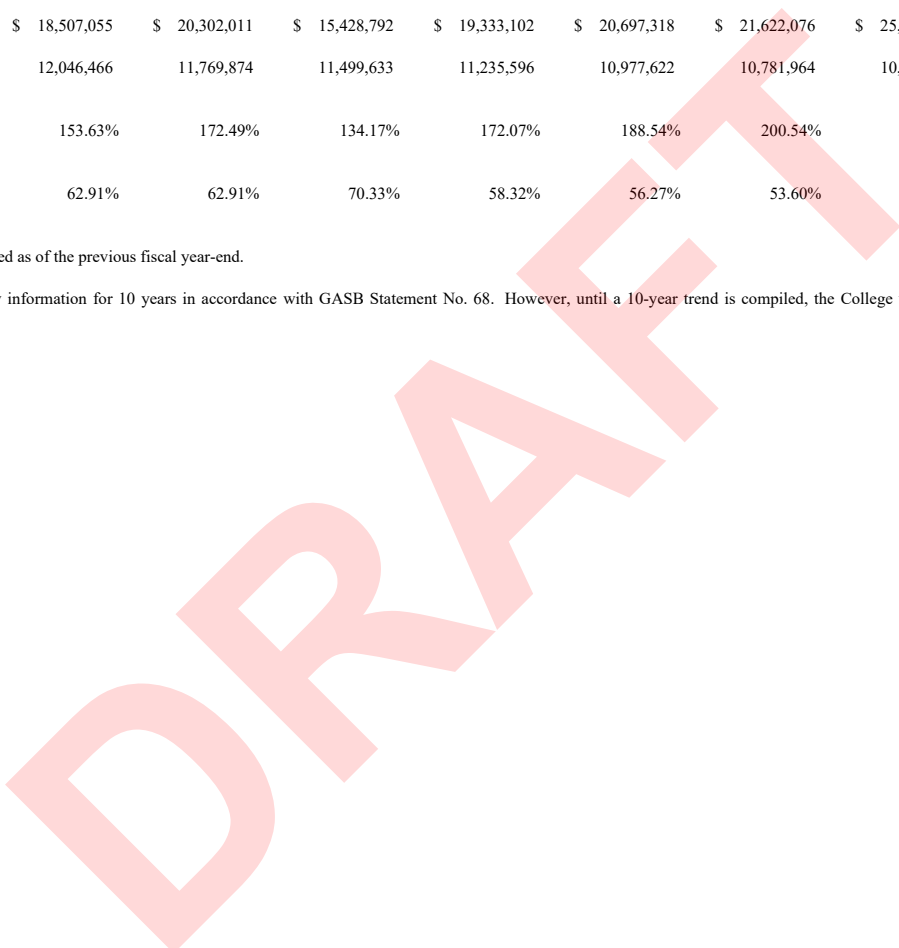 $ 18,507,055 $ 20,302,011 $ 15,428,792 $ 19,333,102 $ 20,697,318 $ 21,622,076 $ 25,
12,046,466 11,769,874 11,499,633 11,235,596 10,977,622 10,781,964 10,
153.63% 172.49% 134.17% 172.07% 188.54% 200.54%
62.91% 62.91% 70.33% 58.32% 56.27% 53.60%
ed as of the previous fiscal year-end.
information for 10 years in accordance with GASB Statement No. 68. However, until a 10-year trend is compiled, the College
DRAFT